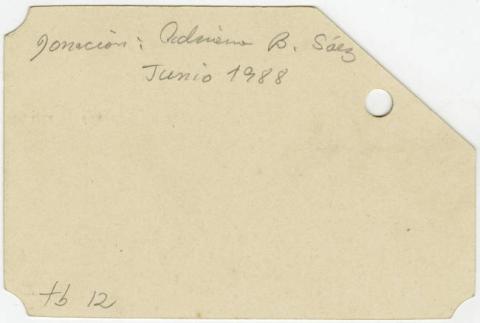 Donación: Adriana B. Sáez
Junio 1988
tb 12